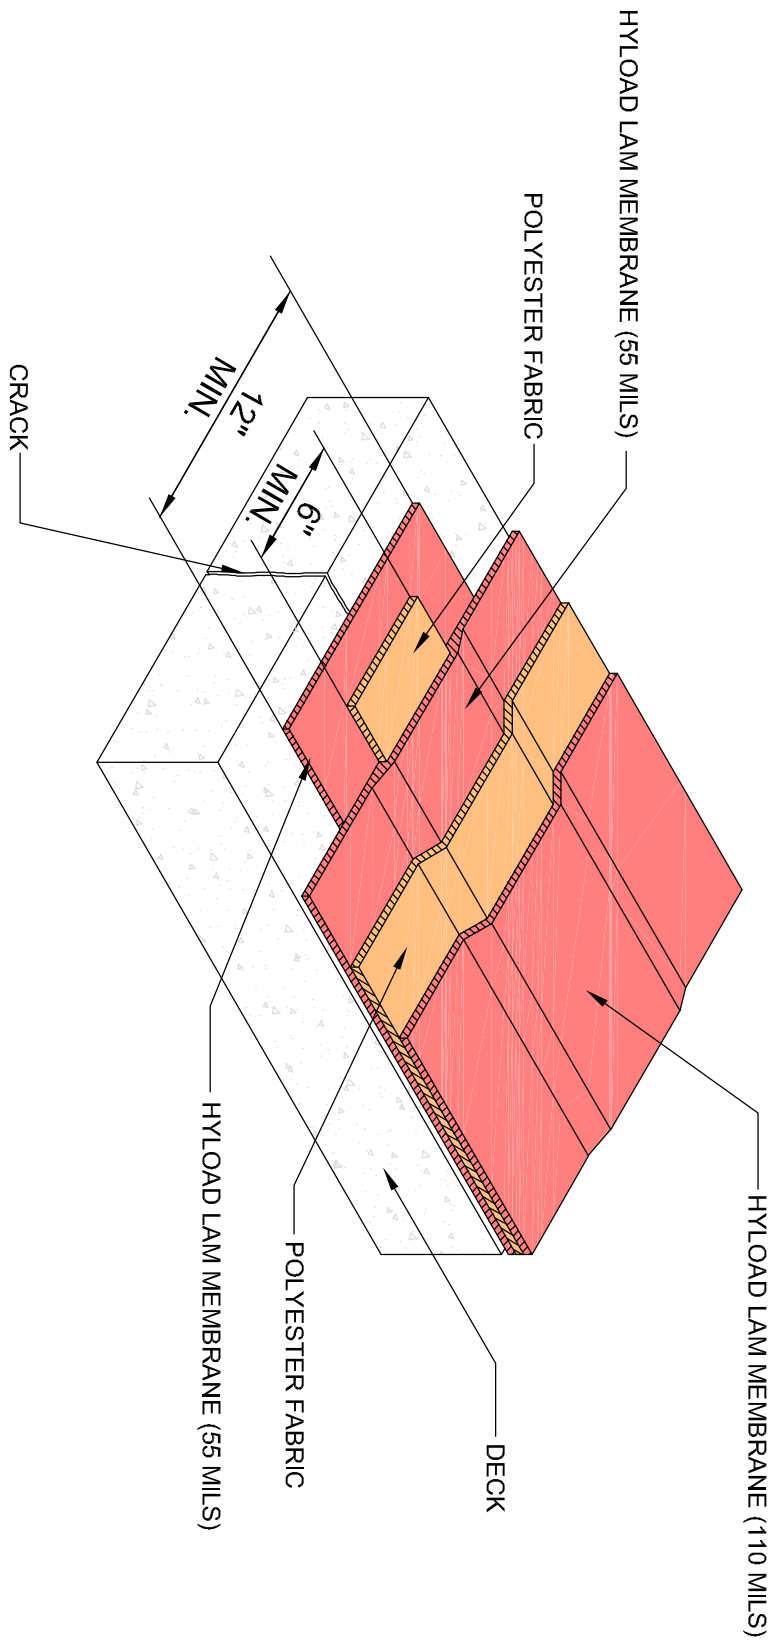 HYLOAD LAM MEMBRANE (110 MILS)
HYLOAD LAM MEMBRANE (55 MILS)
POLYESTER FABRIC
DECK
12"
MIN.
6"
MIN.
POLYESTER FABRIC
HYLOAD LAM MEMBRANE (55 MILS)
CRACK